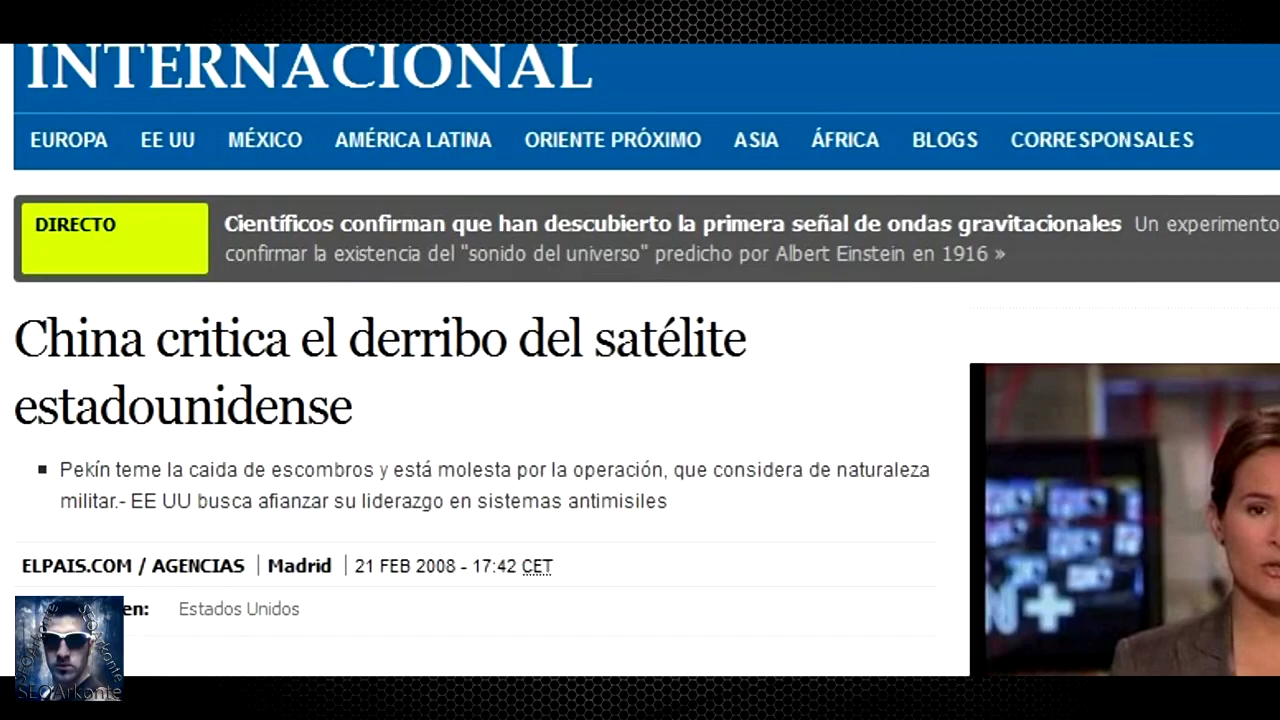 INTERNACIONAL
EUROPA EE UU MÉXICO AMÉRICA LATINA ORIENTE PRÓXIMO ASIA ÁFRICA BLOGS CORRESPONSALES
DIRECTO
Científicos confirman que han descubierto la primera señal de ondas gravitacionales Un experimento
confirmar la existencia del "sonido del universo" predicho por Albert Einstein en 1916 »
China critica el derribo del satélite
estadounidense
Pekín teme la caida de escombros y está molesta por la operación, que considera de naturaleza
militar.- EE UU busca afianzar su liderazgo en sistemas antimisiles
ELPAIS.COM / AGENCIAS | Madrid | 21 FEB 2008 - 17:42 CET
en: Estados Unidos
N+
SEOArkonte
SEOArkonte
SEOArkonte